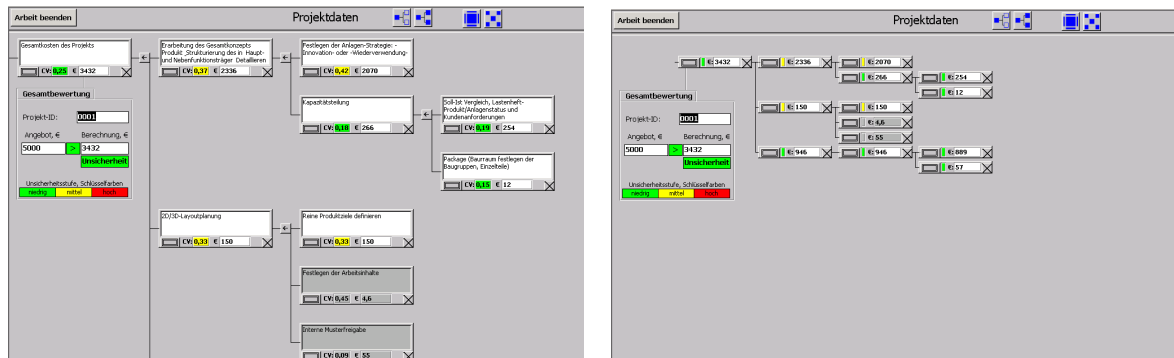 Arbeit beenden
Projektdaten
Gesamtkosten des Projekts
CV: 0,25 € 3432
Erarbeitung des Gesamtkonzepts
Produkt ,Strukturierung des in Haupt-
und Nebenfunktionsträger Detaillieren
CV: 0,37 € 2336
Festlegen der Anlagen-Strategie: -
Innovation- oder -Wiederverwendung-
CV: 0,42 € 2070
Kapazitätsteilung
CV: 0,18 € 266
Soll-Ist Vergleich, Lastenheft-
Produkt/Anlagenstatus und
Kundenanforderungen
CV: 0,19 € 254
Package (Baurraum festlegen der
Baugruppen, Einzelteile)
CV: 0,15 € 12
2D/3D-Layoutplanung
CV: 0,33 € 150
Reine Produktziele definieren
CV: 0,33 € 150
Festlegen der Arbeitsinhalte
CV: 0,45 € 4,6
Interne Musterfreigabe
CV: 0,09 € 55
Gesamtbewertung
Projekt-ID: 0001
Angebot, € Berechnung, €
5000 > 3432
Unsicherheit
Unsicherheitsstufe, Schlüsselfarben
niedrig mittel hoch
Arbeit beenden
Projektdaten
€: 3432 €: 2336 €: 2070
€: 266 €: 254
€: 12
€: 150 €: 150
€: 4,6
€: 55
€: 946 €: 946 €: 889
€: 57
Gesamtbewertung
Projekt-ID: 0001
Angebot, € Berechnung, €
5000 > 3432
Unsicherheit
Unsicherheitsstufe, Schlüsselfarben
niedrig mittel hoch